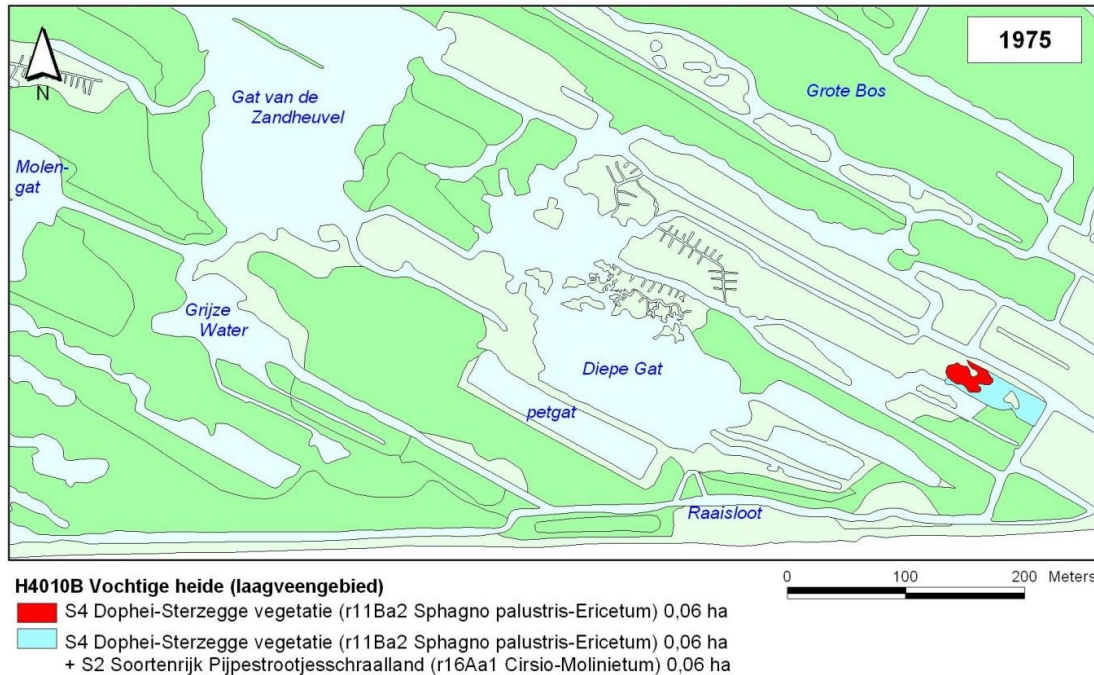 1975
Grote Bos
Gat van de
Zandheuvel
N
Molen-
gat
Grijze
Water
Diepe Gat
petgat
Raaisloot
H4010B Vochtige heide (laagveengebied)
0 100 200 Meters
S4 Dophei-Sterzegge vegetatie (r11Ba2 Sphagno palustris-Ericetum) 0,06 ha
S4 Dophei-Sterzegge vegetatie (r11Ba2 Sphagno palustris-Ericetum) 0,06 ha
+ S2 Soortenrijk Pijpestrootjesschraalland (r16Aa1 Cirsio-Molinietum) 0,06 ha